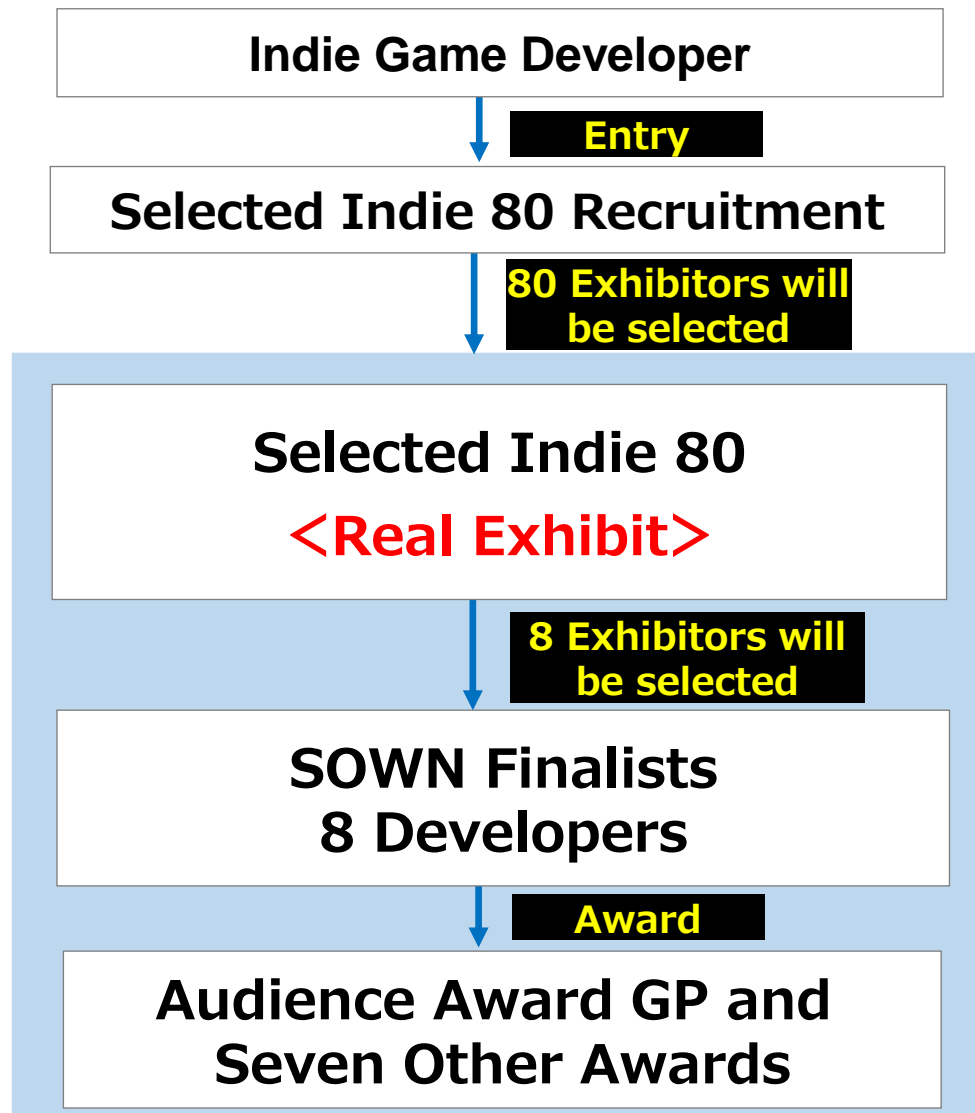 Indie Game Developer
Entry
Selected Indie 80 Recruitment
80 Exhibitors will
be selected
Selected Indie 80
＜Real Exhibit＞
8 Exhibitors will
be selected
SOWN Finalists
8 Developers
Award
Audience Award GP and
Seven Other Awards